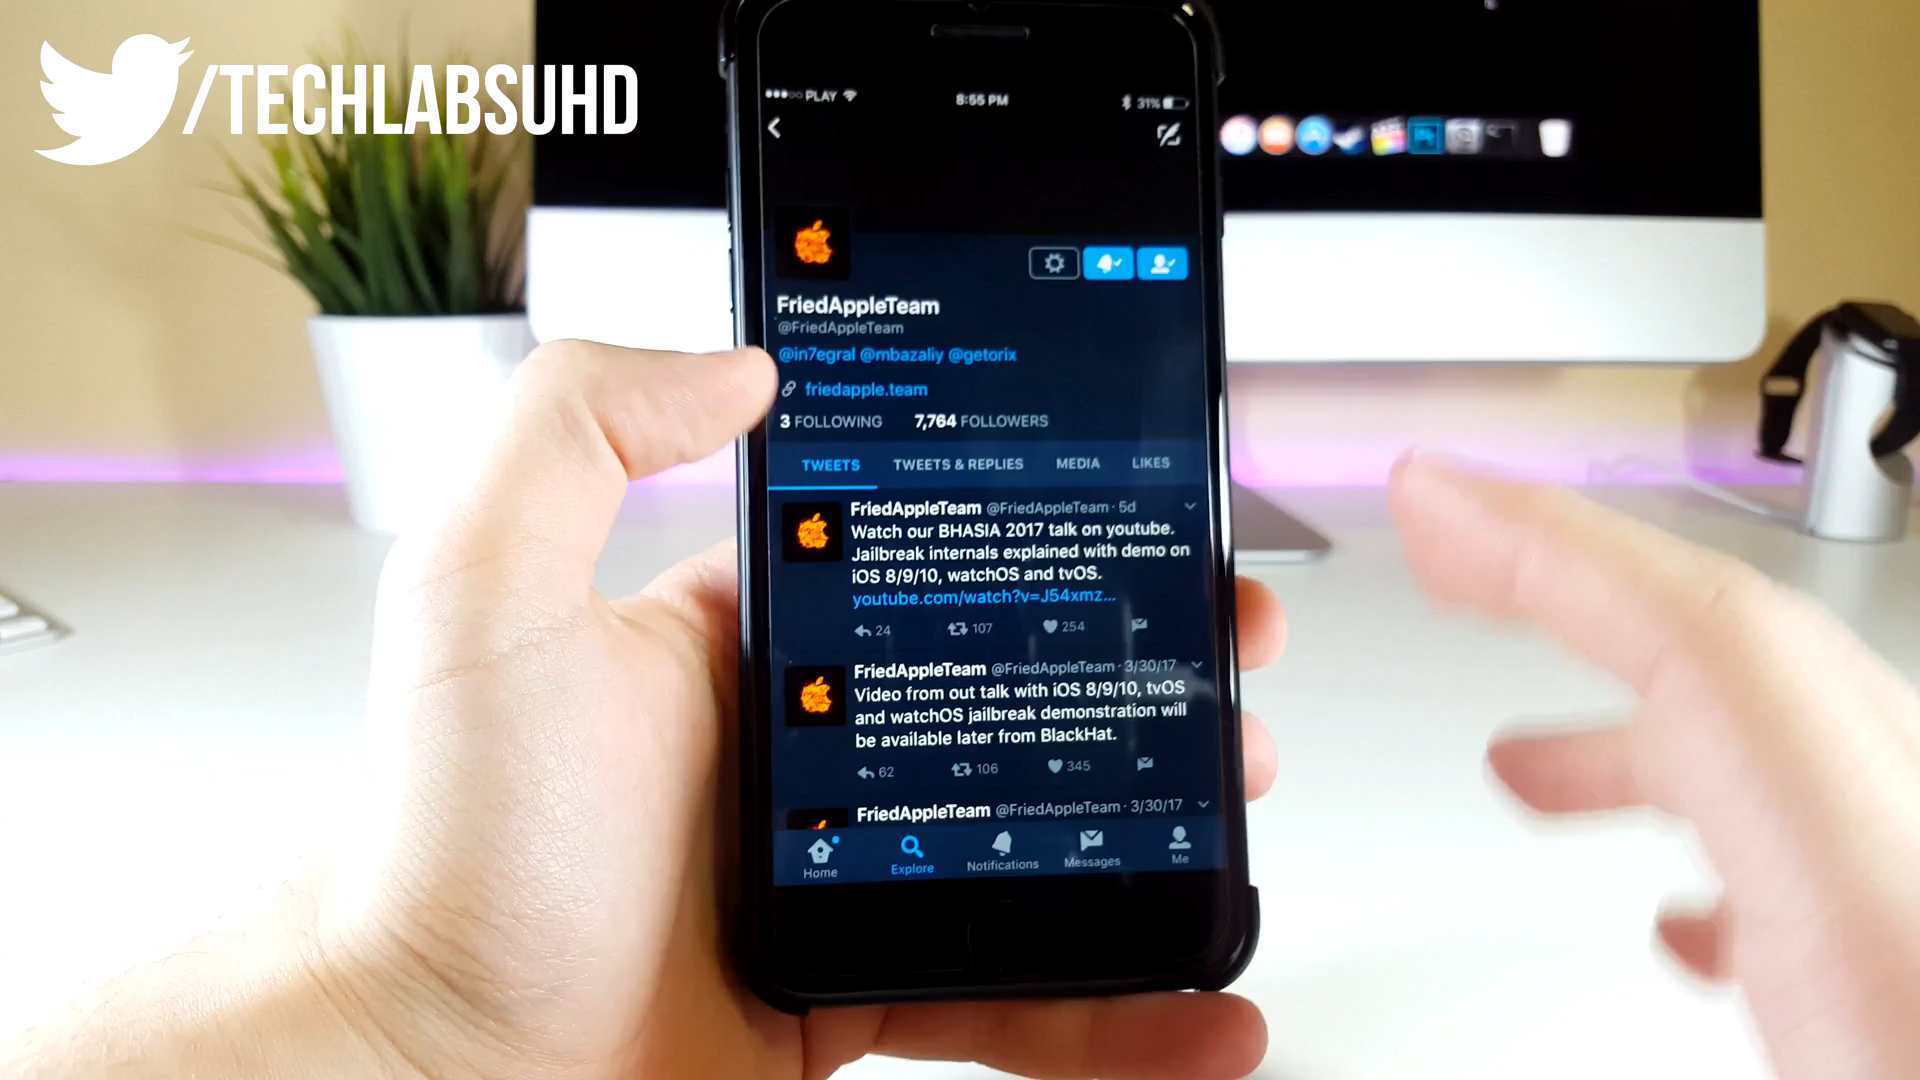 /TECHLABSUHD
PLAY 8:55 PM 31%
FriedAppleTeam
@FriedAppleTeam
@in7egral @mbazaliy @getorix
friedapple.team
3 FOLLOWING 7,764 FOLLOWERS
TWEETS TWEETS & REPLIES MEDIA LIKES
FriedAppleTeam @FriedAppleTeam · 5d
Watch our BHASIA 2017 talk on youtube.
Jailbreak internals explained with demo on
iOS 8/9/10, watchOS and tvOS.
youtube.com/watch?v=J54xmz...
24 107 254
FriedAppleTeam @FriedAppleTeam · 3/30/17
Video from out talk with iOS 8/9/10, tvOS
and watchOS jailbreak demonstration will
be available later from BlackHat.
62 106 345
FriedAppleTeam @FriedAppleTeam · 3/30/17
Home Explore Notifications Messages Me